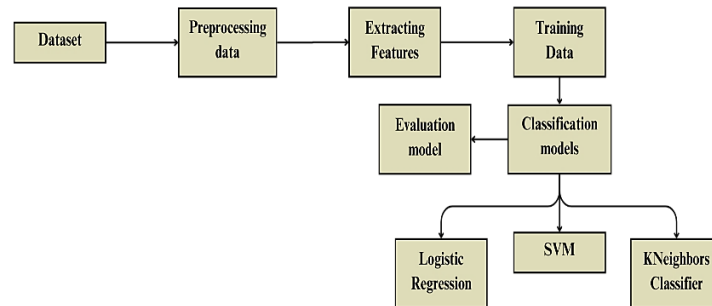 Dataset
Preprocessing
data
Extracting
Features
Training
Data
Evaluation
model
Classification
models
Logistic
Regression
SVM
KNeighbors
Classifier